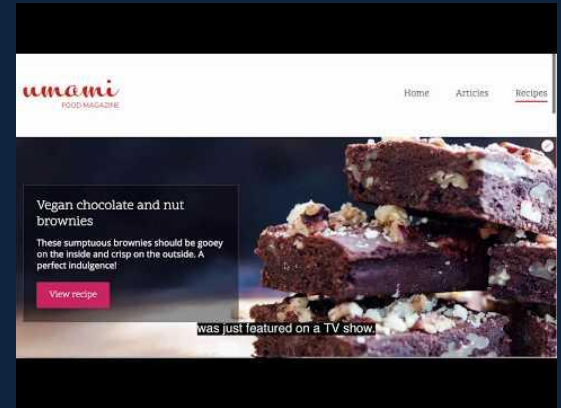 umami
FOOD MAGAZINE
Home Articles Recipes
Vegan chocolate and nut
brownies
These sumptuous brownies should be gooey
on the inside and crisp on the outside. A
perfect indulgence!
View recipe
was just featured on a TV show.